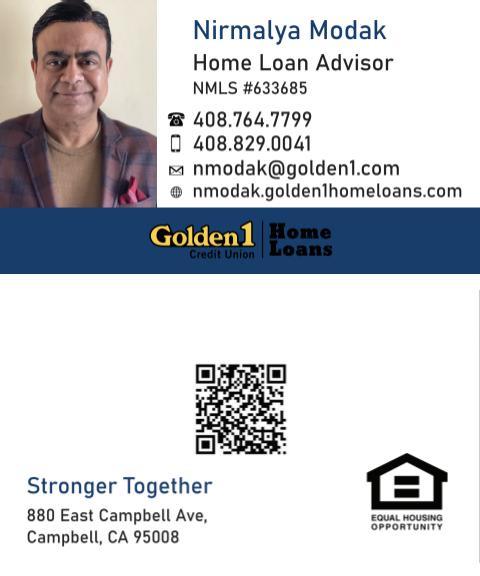 Nirmalya Modak
Home Loan Advisor
NMLS #633685
408.764.7799
408.829.0041
nmodak@golden1.com
nmodak.golden1homeloans.com
Golden1
Credit Union
Home
Loans
Stronger Together
880 East Campbell Ave,
Campbell, CA 95008
EQUAL HOUSING
OPPORTUNITY